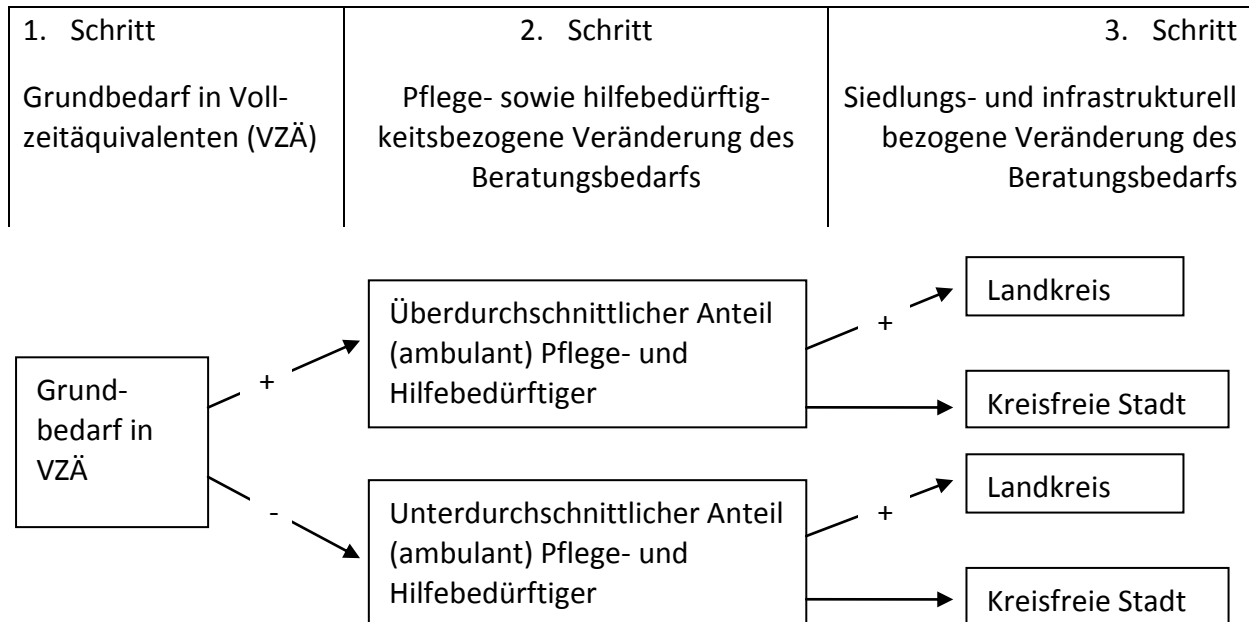 1. Schritt
Grundbedarf in Voll-
zeitäquivalenten (VZÄ)
2. Schritt
Pflege- sowie hilfebedürftig-
keitsbezogene Veränderung des
Beratungsbedarfs
3. Schritt
Siedlungs- und infrastrukturell
bezogene Veränderung des
Beratungsbedarfs
Grund-
bedarf in
VZÄ
+
-
Überdurchschnittlicher Anteil
(ambulant) Pflege- und
Hilfebedürftiger
+
Landkreis
Kreisfreie Stadt
Unterdurchschnittlicher Anteil
(ambulant) Pflege- und
Hilfebedürftiger
+
Landkreis
Kreisfreie Stadt